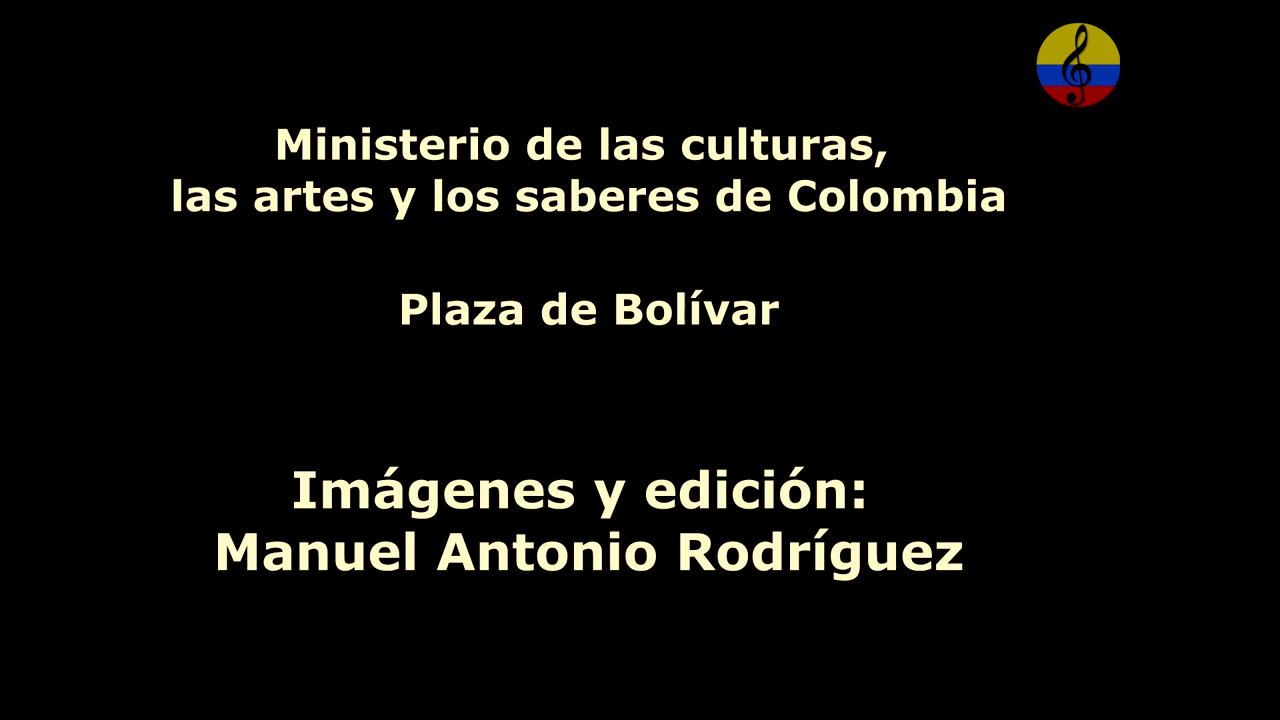 Ministerio de las culturas,
las artes y los saberes de Colombia
Plaza de Bolívar
Imágenes y edición:
Manuel Antonio Rodríguez